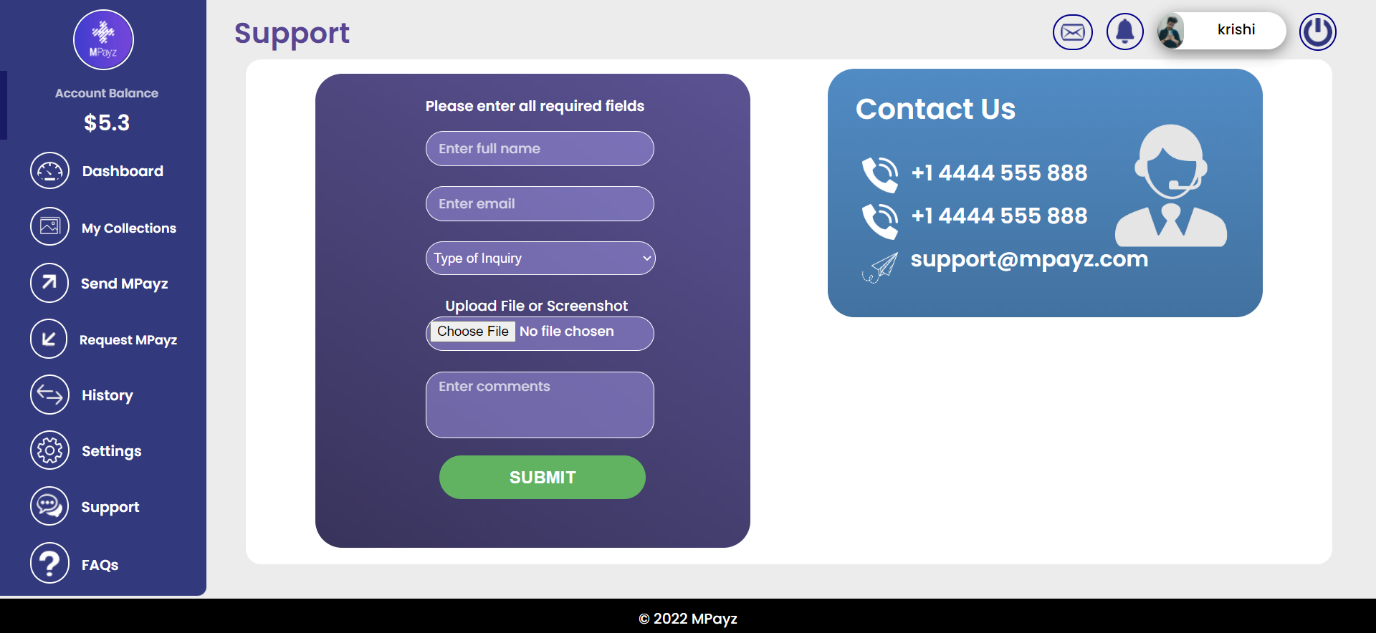 MPayz
Account Balance
$5.3
Dashboard
My Collections
Send MPayz
Request MPayz
History
Settings
Support
FAQs
Support
krishi
Please enter all required fields
Enter full name
Enter email
Type of Inquiry
Upload File or Screenshot
Choose File No file chosen
Enter comments
SUBMIT
Contact Us
+1 4444 555 888
+1 4444 555 888
support@mpayz.com
© 2022 MPayz